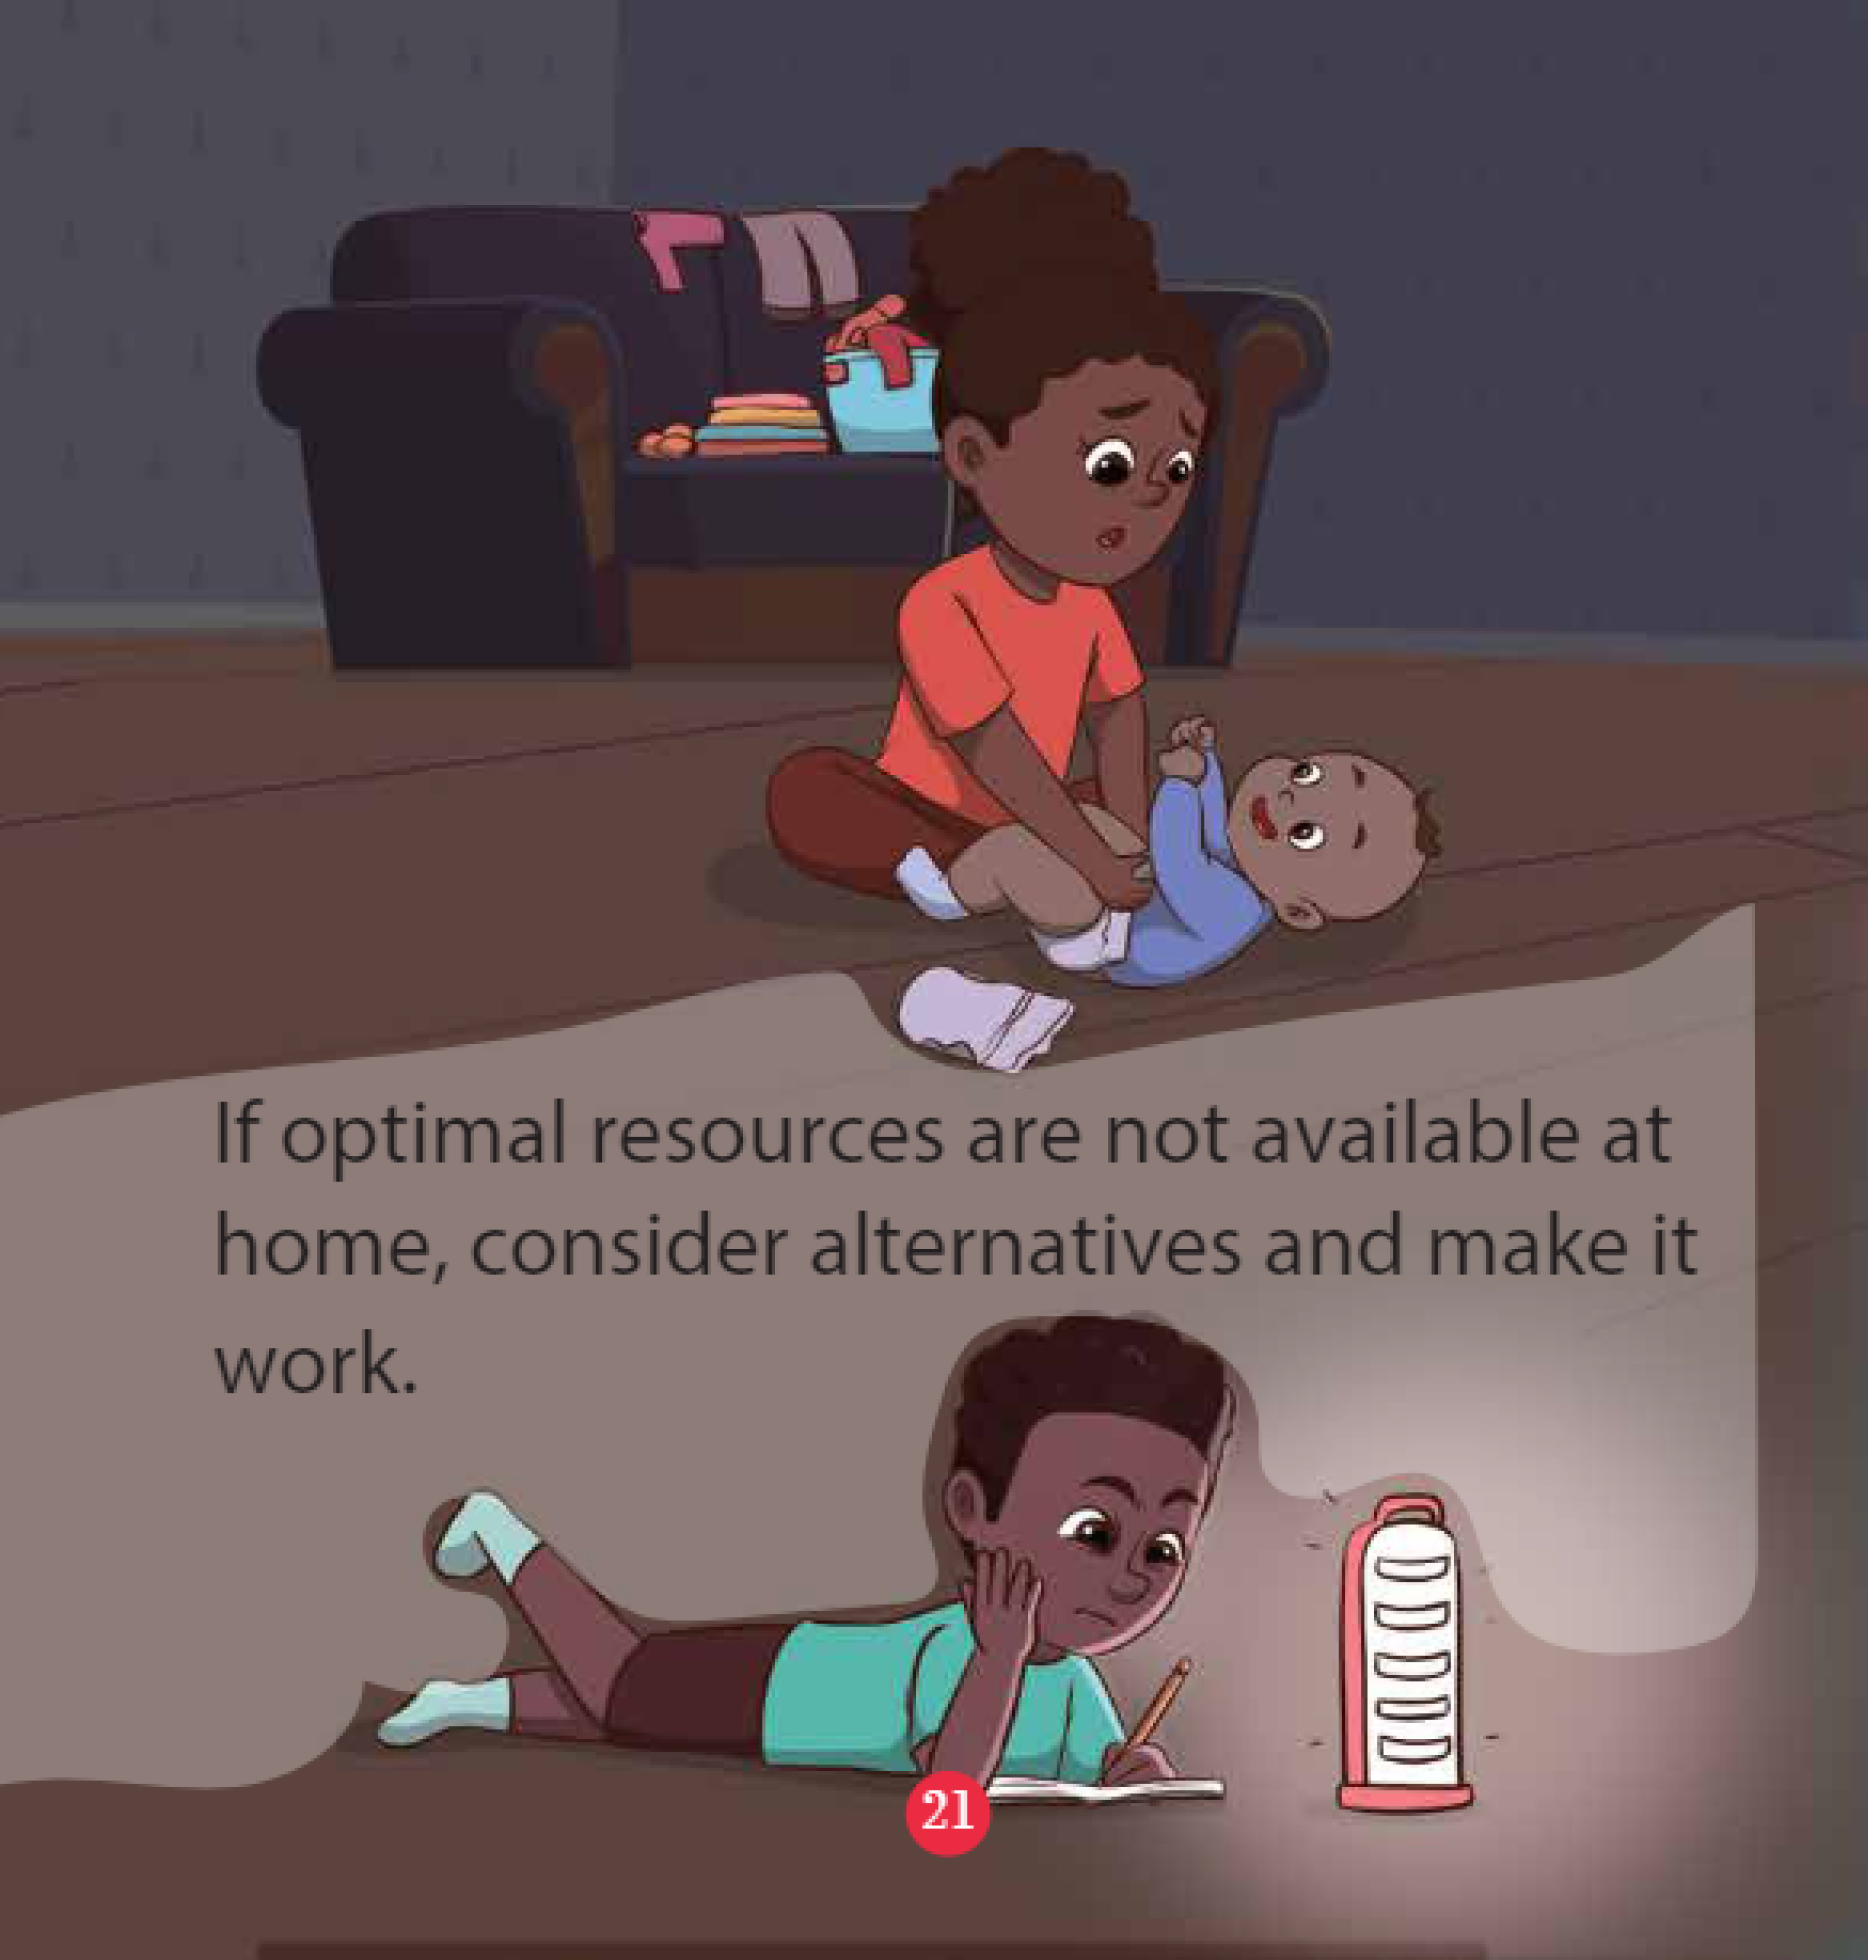 If optimal resources are not available at
home, consider alternatives and make it
work.
21